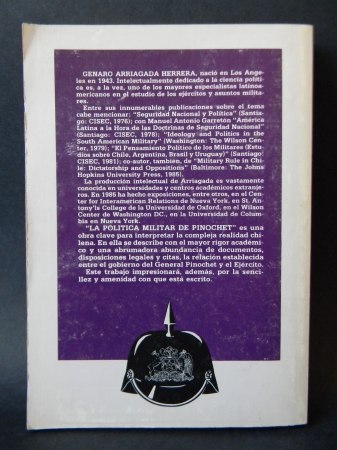 GENARO ARRIAGADA HERRERA, nació en Los Ange-
les en 1943. Intelectualmente dedicado a la ciencia políti-
ca es, a la vez, uno de los mayores especialistas latinoa-
mericanos en el estudio de los ejércitos y asuntos milita-
res.
Entre sus innumerables publicaciones sobre el tema
cabe mencionar: "Seguridad Nacional y Política" (Santia-
go: CISEC, 1976); con Manuel Antonio Garretón "América
Latina a la Hora de las Doctrinas de Seguridad Nacional"
(Santiago: CISEC, 1978); "Ideology and Politics in the
South American Military" (Washington: The Wilson Cen-
ter, 1979); "El Pensamiento Político de los Militares (Estu-
dios sobre Chile, Argentina, Brasil y Uruguay)" (Santiago:
CISEC, 1981); co-autor, también, de "Military Rule in Chi-
le: Dictatorship and Oppositions" (Baltimore: The Johns
Hopkins University Press, 1985).
La producción intelectual de Arriagada es vastamente
conocida en universidades y centros académicos extranje-
ros. En 1985 ha hecho exposiciones, entre otros, en el Cen-
ter for Interamerican Relations de Nueva York, en St. An-
tony'ls College de la Universidad de Oxford, en el Wilson
Center de Washington DC., en la Universidad de Colum-
bia en Nueva York.
"LA POLITICA MILITAR DE PINOCHET" es una
obra clave para interpretar la compleja realidad chi-
lena. En ella se describe con el mayor rigor académi-
co y una abrumadora abundancia de documentos,
disposiciones legales y citas, la relación establecida
entre el gobierno del General Pinochet y el Ejército.
Este trabajo impresionará, además, por la senci-
llez y amenidad con que está escrito.